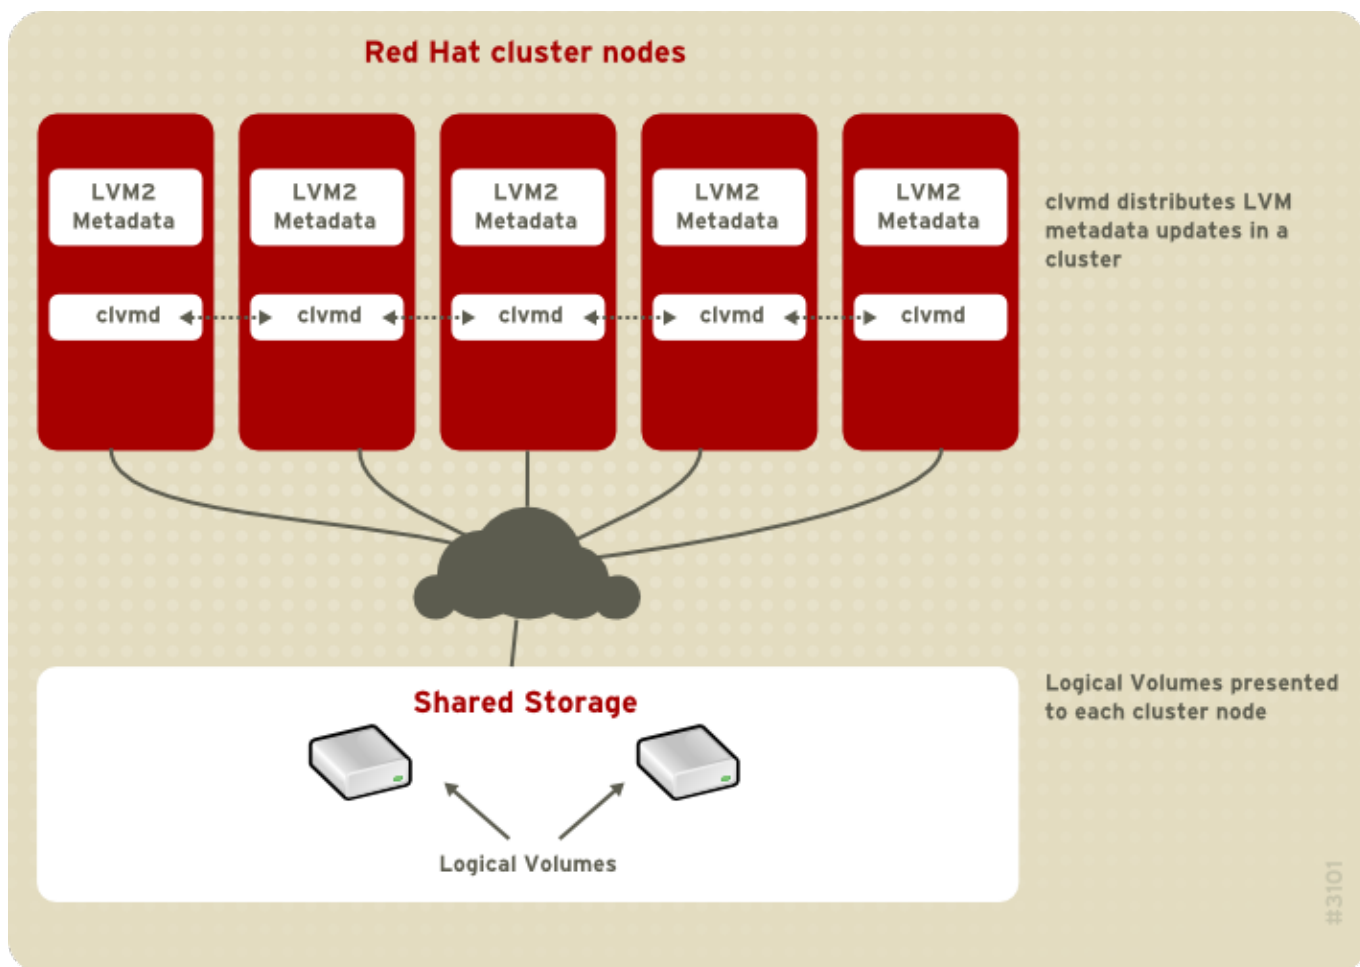 Red Hat cluster nodes
LVM2
Metadata
LVM2
Metadata
LVM2
Metadata
LVM2
Metadata
LVM2
Metadata
clvmd distributes LVM
metadata updates in a
cluster
clvmd
clvmd
clvmd
clvmd
clvmd
Shared Storage
Logical Volumes presented
to each cluster node
Logical Volumes
#3101